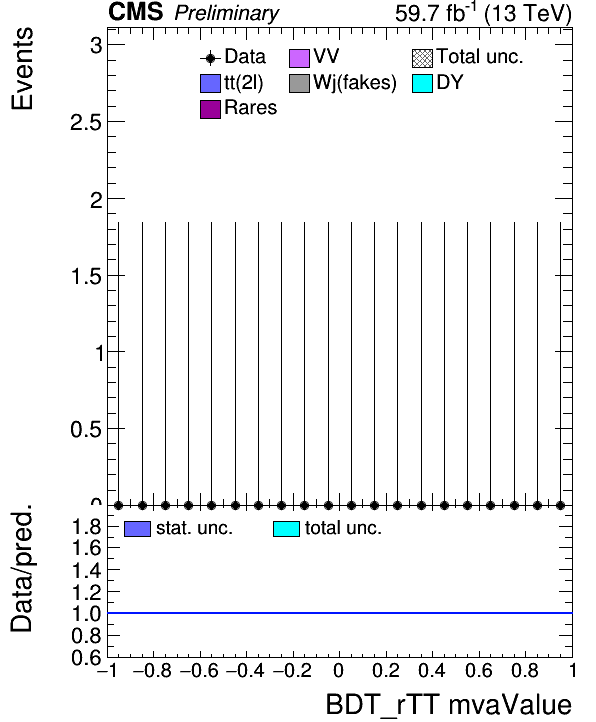 CMS Preliminary 59.7 fb-1 (13 TeV)
Events
3
2.5
2
1.5
1
0.5
0
Data VV Total unc.
tt(2l) Wj(fakes) DY
Rares
Data/pred.
stat. unc. total unc.
1.8
1.6
1.4
1.2
1.0
0.8
0.6
−1 −0.8 −0.6 −0.4 −0.2 0 0.2 0.4 0.6 0.8 1
BDT_rTT mvaValue